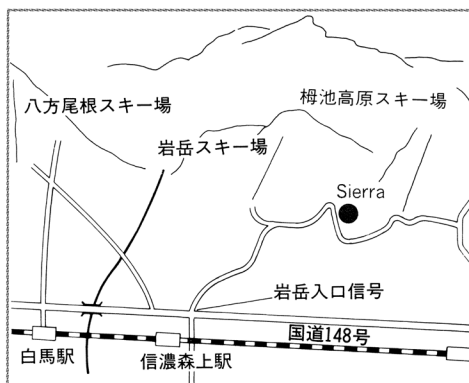 八方尾根スキー場
栂池高原スキー場
岩岳スキー場
Sierra
岩岳入口信号
国道148号
白馬駅
信濃森上駅